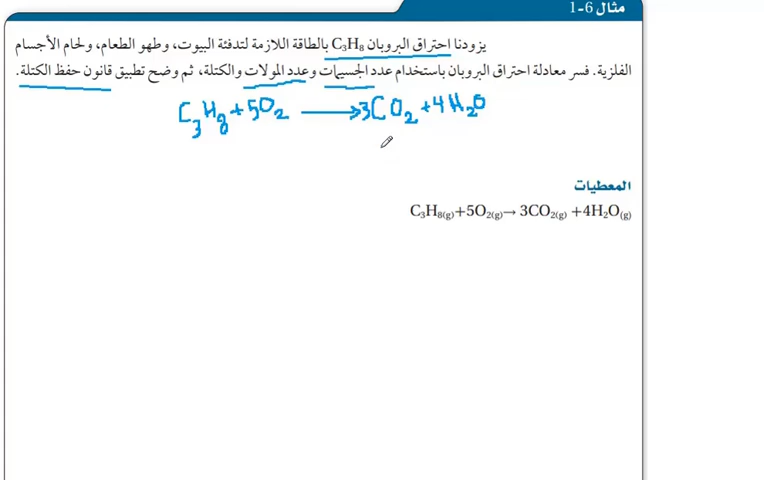 مثال 6-1
يزودنا احتراق البروبان C₃H₈ بالطاقة اللازمة لتدفئة البيوت، وطهو الطعام، ولحام الأجسام
الفلزية. فسر معادلة احتراق البروبان باستخدام عدد الجسيمات وعدد المولات والكتلة، ثم وضح تطبيق قانون حفظ الكتلة.
C₃H₈+5O₂ ⟶ 3CO₂+4H₂O
المعطيات
C₃H₈(g)+5O₂(g)→ 3CO₂(g) +4H₂O(g)